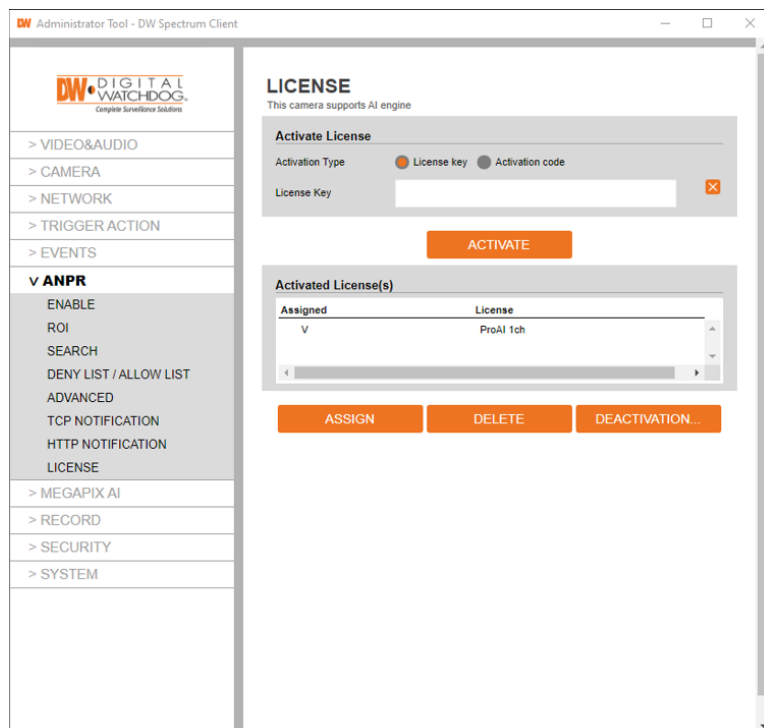 DW Administrator Tool - DW Spectrum Client
DW DIGITAL WATCHDOG
Complete Surveillance Solutions
> VIDEO&AUDIO
> CAMERA
> NETWORK
> TRIGGER ACTION
> EVENTS
v ANPR
ENABLE
ROI
SEARCH
DENY LIST / ALLOW LIST
ADVANCED
TCP NOTIFICATION
HTTP NOTIFICATION
LICENSE
> MEGAPIX AI
> RECORD
> SECURITY
> SYSTEM
LICENSE
This camera supports AI engine
Activate License
Activation Type License key Activation code
License Key
ACTIVATE
Activated License(s)
Assigned License
V ProAI 1ch
ASSIGN DELETE DEACTIVATION...